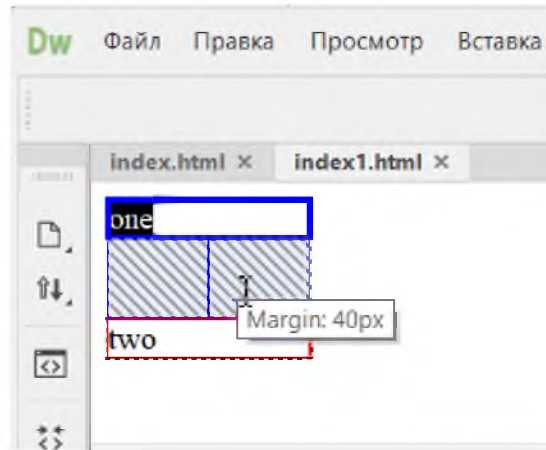 Dw Файл Правка Просмотр Вставка
index.html × index1.html ×
one
Margin: 40px
two